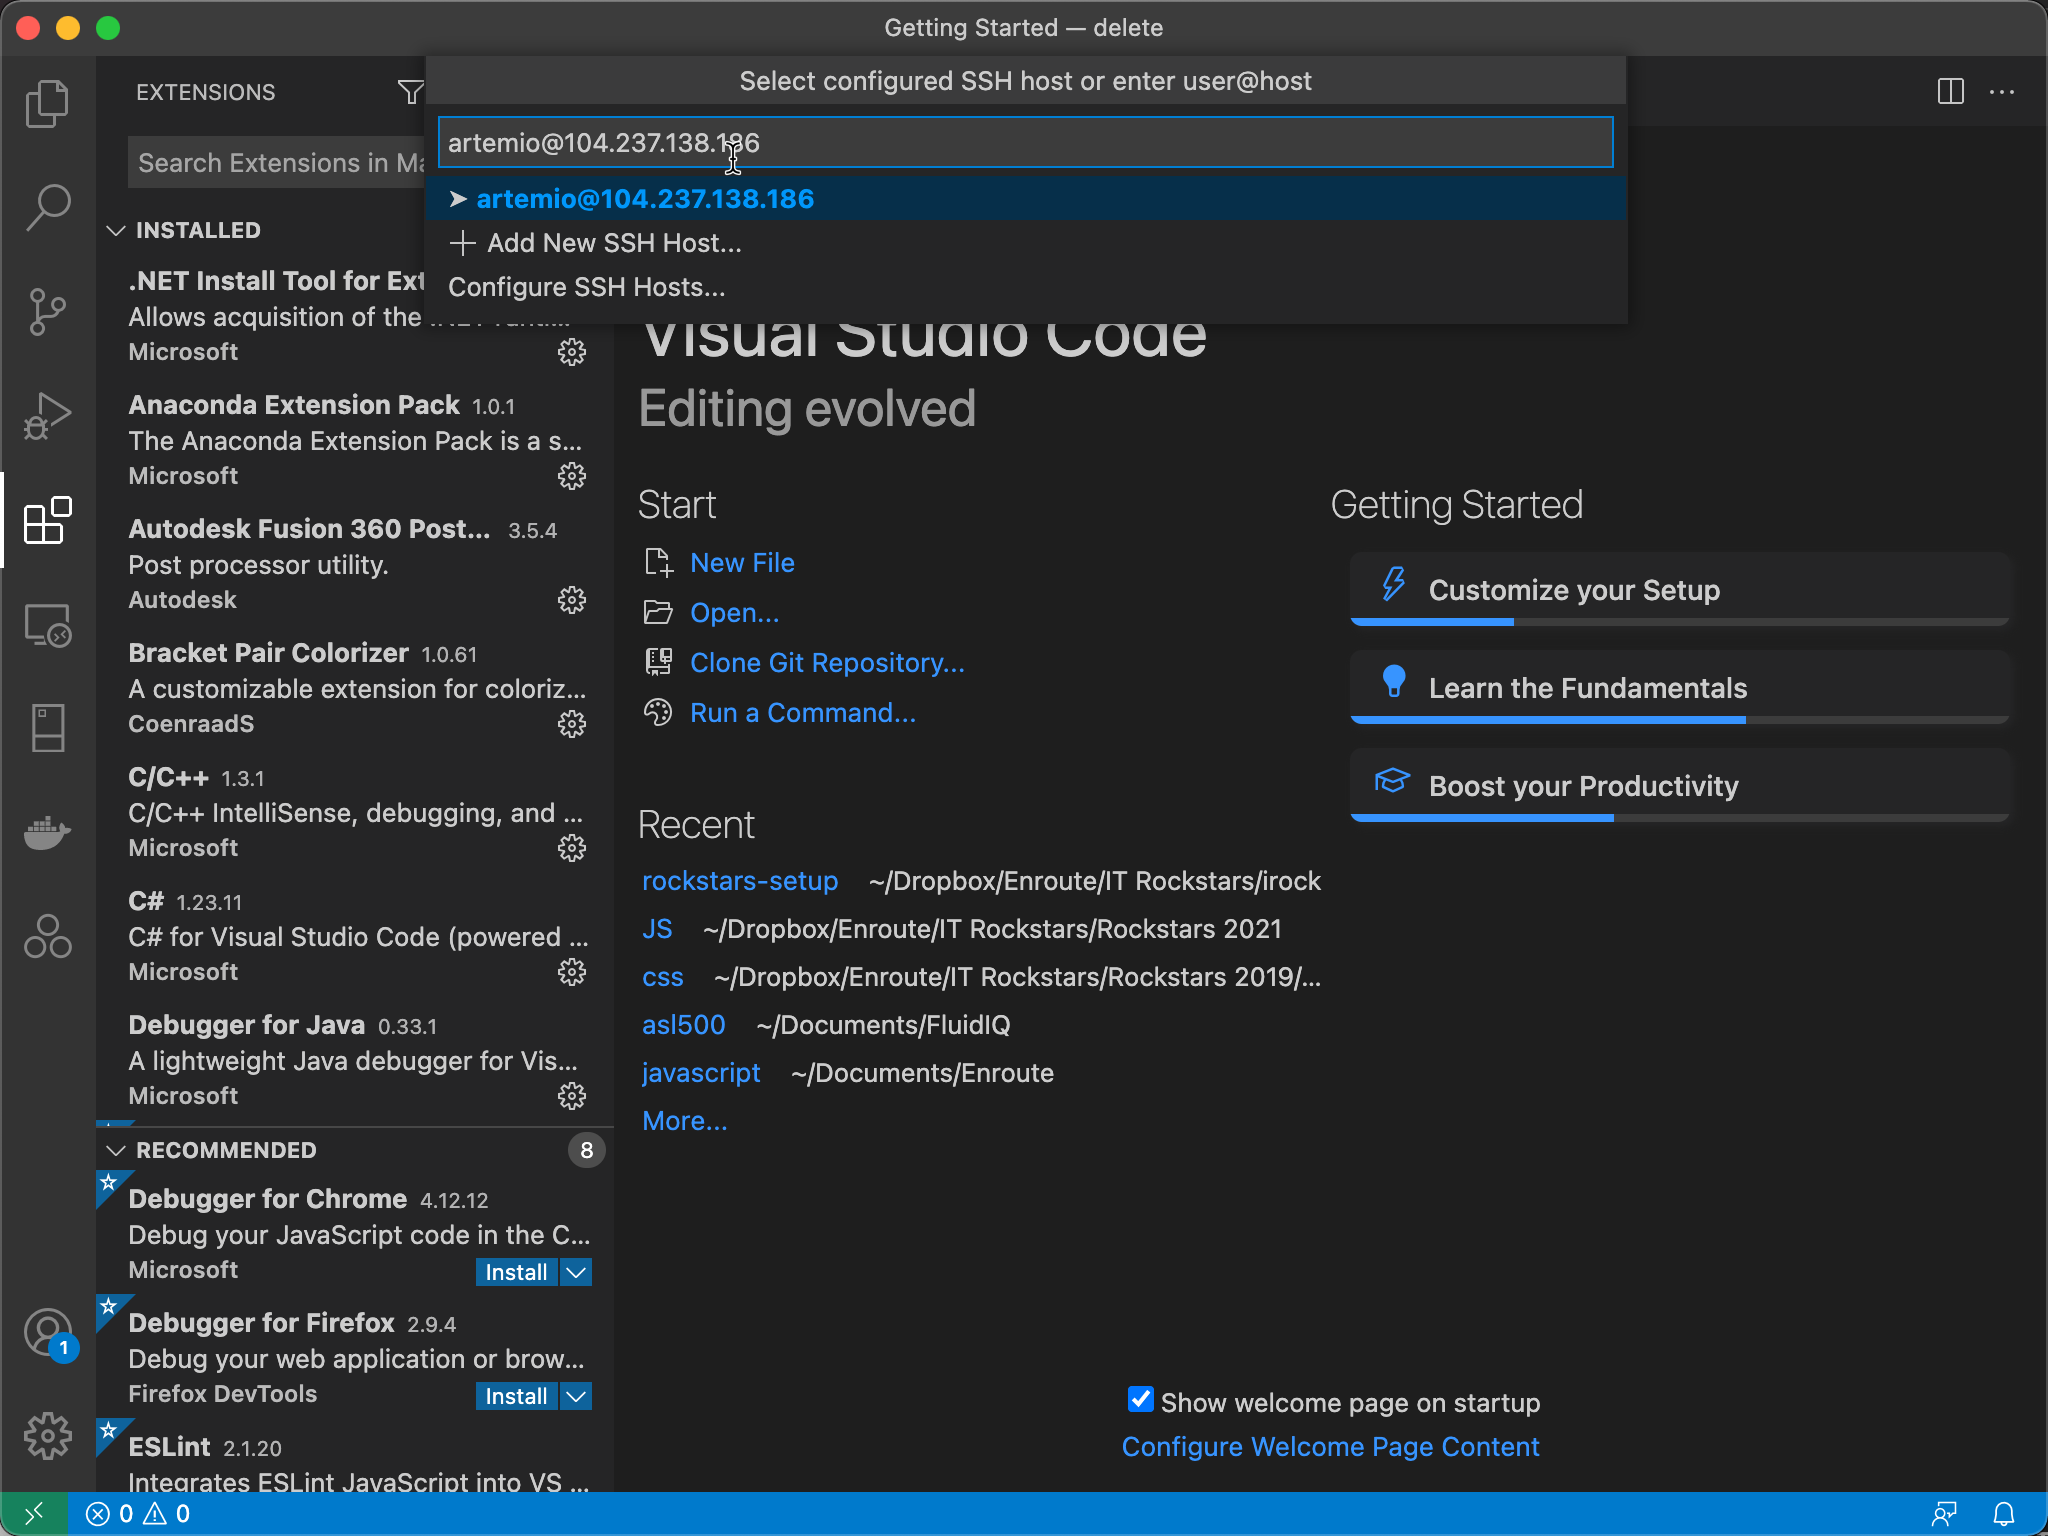 Getting Started — delete
EXTENSIONS
Select configured SSH host or enter user@host
artemio@104.237.138.186
artemio@104.237.138.186
Add New SSH Host...
Configure SSH Hosts...
Search Extensions in Ma
INSTALLED
.NET Install Tool for Ext
Allows acquisition of the
Microsoft
Anaconda Extension Pack 1.0.1
The Anaconda Extension Pack is a s...
Microsoft
Autodesk Fusion 360 Post... 3.5.4
Post processor utility.
Autodesk
Bracket Pair Colorizer 1.0.61
A customizable extension for coloriz...
CoenraadS
C/C++ 1.3.1
C/C++ IntelliSense, debugging, and ...
Microsoft
C# 1.23.11
C# for Visual Studio Code (powered ...
Microsoft
Debugger for Java 0.33.1
A lightweight Java debugger for Vis...
Microsoft
RECOMMENDED 8
Debugger for Chrome 4.12.12
Debug your JavaScript code in the C...
Microsoft
Install
Debugger for Firefox 2.9.4
Debug your web application or brow...
Firefox DevTools
Install
ESLint 2.1.20
Integrates ESLint JavaScript into VS ...
Visual Studio Code
Editing evolved
Start
New File
Open...
Clone Git Repository...
Run a Command...
Recent
rockstars-setup ~/Dropbox/Enroute/IT Rockstars/irock
JS ~/Dropbox/Enroute/IT Rockstars/Rockstars 2021
css ~/Dropbox/Enroute/IT Rockstars/Rockstars 2019/...
asl500 ~/Documents/FluidIQ
javascript ~/Documents/Enroute
More...
Getting Started
Customize your Setup
Learn the Fundamentals
Boost your Productivity
Show welcome page on startup
Configure Welcome Page Content
1
0 0